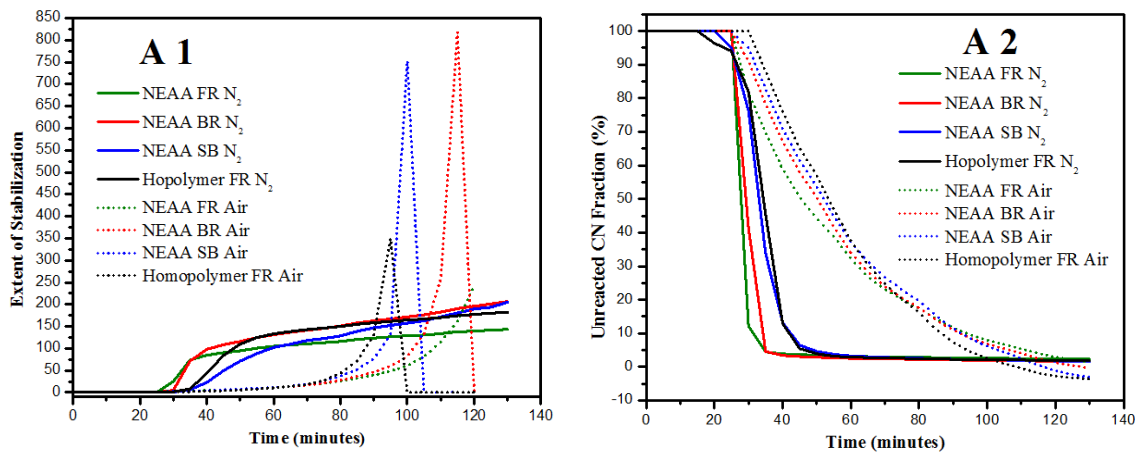 A 1
Extent of Stabilization
850
800
750
700
650
600
550
500
450
400
350
300
250
200
150
100
50
0
NEAA FR N2
NEAA BR N2
NEAA SB N2
Hopolymer FR N2
NEAA FR Air
NEAA BR Air
NEAA SB Air
Homopolymer FR Air
0 20 40 60 80 100 120 140
Time (minutes)
A 2
Unreacted CN Fraction (%)
100
90
80
70
60
50
40
30
20
10
0
-10
NEAA FR N2
NEAA BR N2
NEAA SB N2
Hopolymer FR N2
NEAA FR Air
NEAA BR Air
NEAA SB Air
Homopolymer FR Air
0 20 40 60 80 100 120 140
Time (minutes)